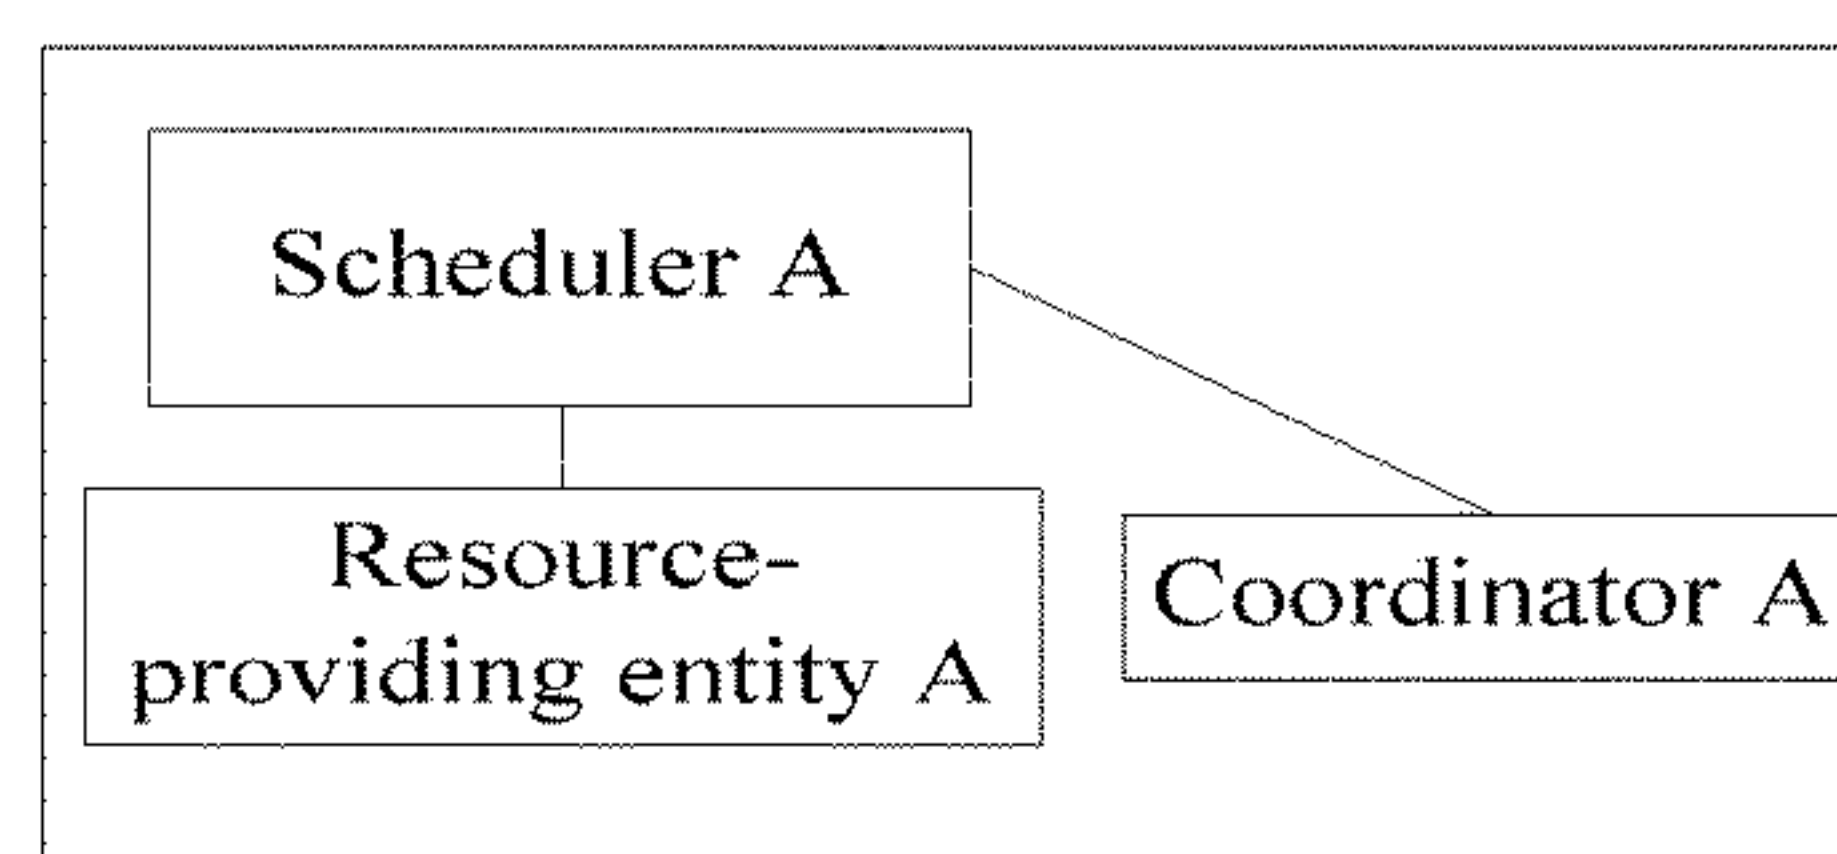 Scheduler A
Resource-
providing entity A
Coordinator A